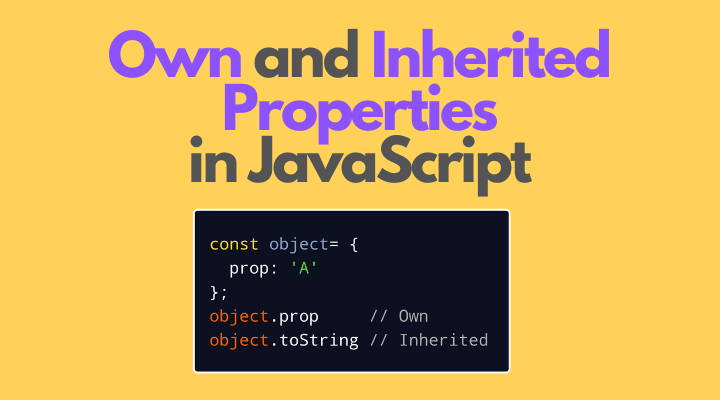 Own and Inherited
Properties
in JavaScript
const object= {
  prop: 'A'
};
object.prop     // Own
object.toString // Inherited